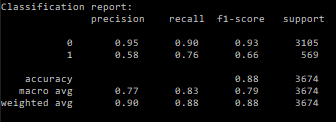 Classification report:
precision recall f1-score support
0 0.95 0.90 0.93 3105
1 0.58 0.76 0.66 569
accuracy 0.88 3674
macro avg 0.77 0.83 0.79 3674
weighted avg 0.90 0.88 0.88 3674